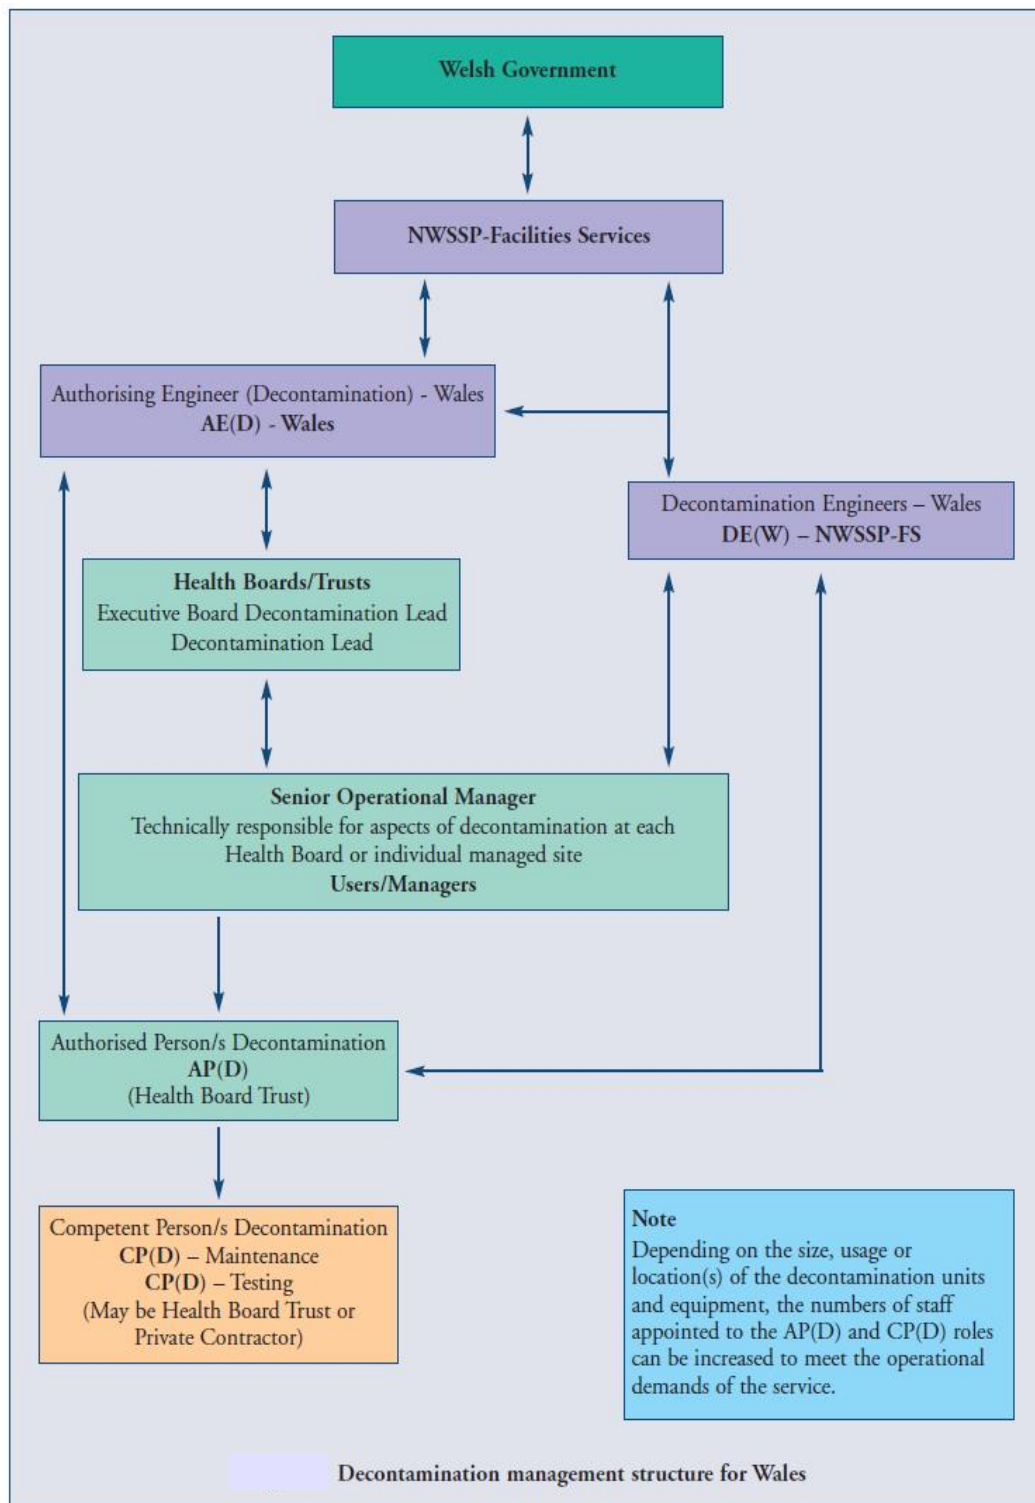 Welsh Government
NWSSP-Facilities Services
Authorising Engineer (Decontamination) - Wales
AE(D) - Wales
Decontamination Engineers – Wales
DE(W) – NWSSP-FS
Health Boards/Trusts
Executive Board Decontamination Lead
Decontamination Lead
Senior Operational Manager
Technically responsible for aspects of decontamination at each
Health Board or individual managed site
Users/Managers
Authorised Person/s Decontamination
AP(D)
(Health Board Trust)
Competent Person/s Decontamination
CP(D) – Maintenance
CP(D) – Testing
(May be Health Board Trust or
Private Contractor)
Note
Depending on the size, usage or
location(s) of the decontamination units
and equipment, the numbers of staff
appointed to the AP(D) and CP(D) roles
can be increased to meet the operational
demands of the service.
Decontamination management structure for Wales